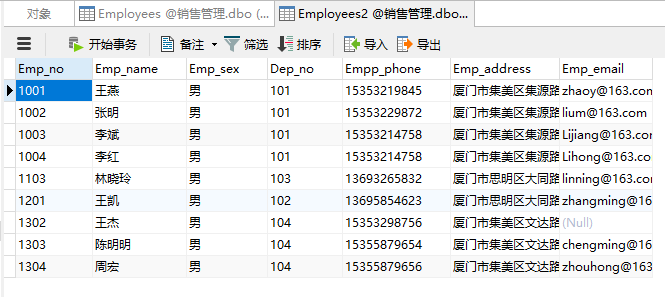 对象 Employees @销售管理.dbo (... Employees2 @销售管理.dbo...
开始事务 备注 筛选 排序 导入 导出
Emp_no Emp_name Emp_sex Dep_no Empp_phone Emp_address Emp_email
1001 王燕 男 101 15353219845 厦门市集美区集源路 zhaoy@163.com
1002 张明 男 101 15353229872 厦门市集美区集源路 lium@163.com
1003 李斌 男 101 15353214758 厦门市集美区集源路 Lijiang@163.com
1004 李红 男 101 15353214758 厦门市集美区集源路 Lihong@163.com
1103 林晓玲 男 103 13693265832 厦门市思明区大同路 linning@163.com
1201 王凯 男 102 13695854623 厦门市思明区大同路 zhangming@16
1302 王杰 男 104 15353298756 厦门市集美区文达路 (Null)
1303 陈明明 男 104 15355879654 厦门市集美区文达路 chengming@163
1304 周宏 男 104 15355879656 厦门市集美区文达路 zhouhong@163